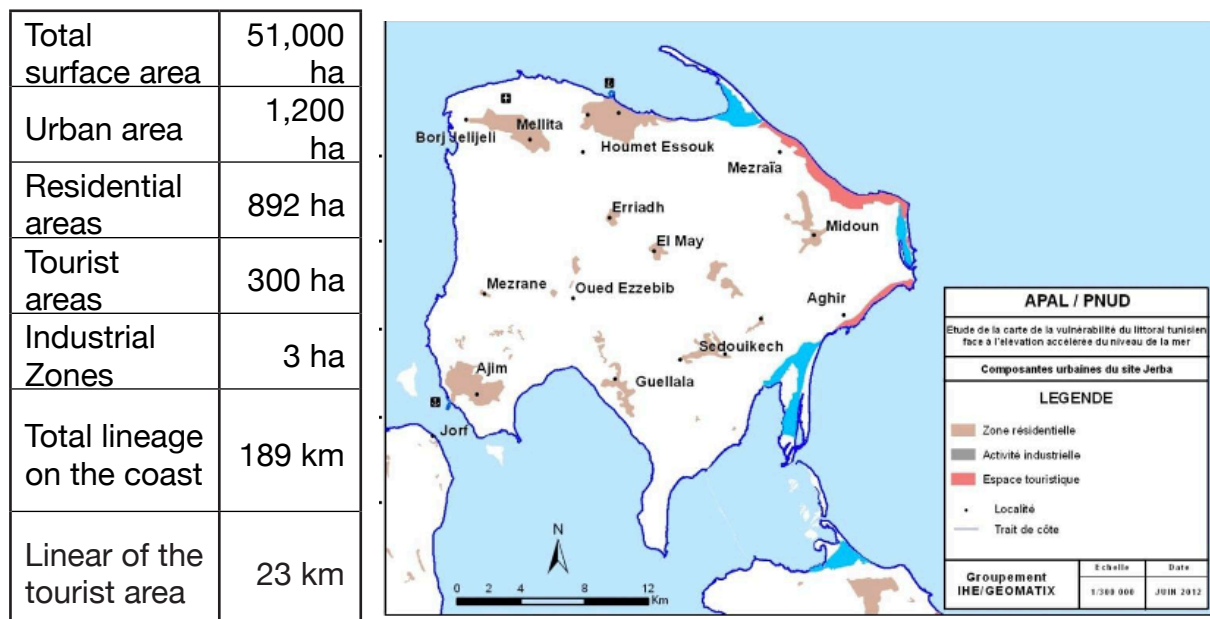 Total
surface area
51,000
ha
Urban area
1,200
ha
Residential
areas
892 ha
Tourist
areas
300 ha
Industrial
Zones
3 ha
Total lineage
on the coast
189 km
Linear of the
tourist area
23 km
Borj Jelijeli
Mellita
Houmet Essouk
Mezraïa
Erriadh
El May
Midoun
Mezrane
Oued Ezzebib
Aghir
Sedouikech
Ajim
Guellala
Jorf
N
0 2 4 8 12
Km
APAL / PNUD
Etude de la carte de la vulnérabilité du littoral tunisien
face à l'élévation accélérée du niveau de la mer
Composantes urbaines du site Jerba
LEGENDE
Zone résidentielle
Activité industrielle
Espace touristique
Localité
Trait de côte
Groupement
IHE/GEOMATIX
Echelle
1/300 000
Date
JUIN 2012